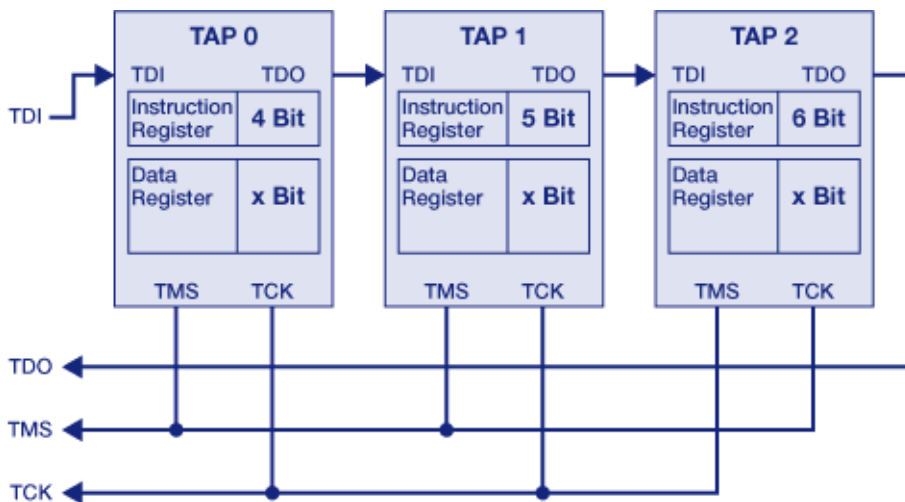 TAP 0
TAP 1
TAP 2
TDI TDO
TDI TDO
TDI TDO
TDI
Instruction
Register
4 Bit
Instruction
Register
5 Bit
Instruction
Register
6 Bit
Data
Register
x Bit
Data
Register
x Bit
Data
Register
x Bit
TMS TCK
TMS TCK
TMS TCK
TDO
TMS
TCK